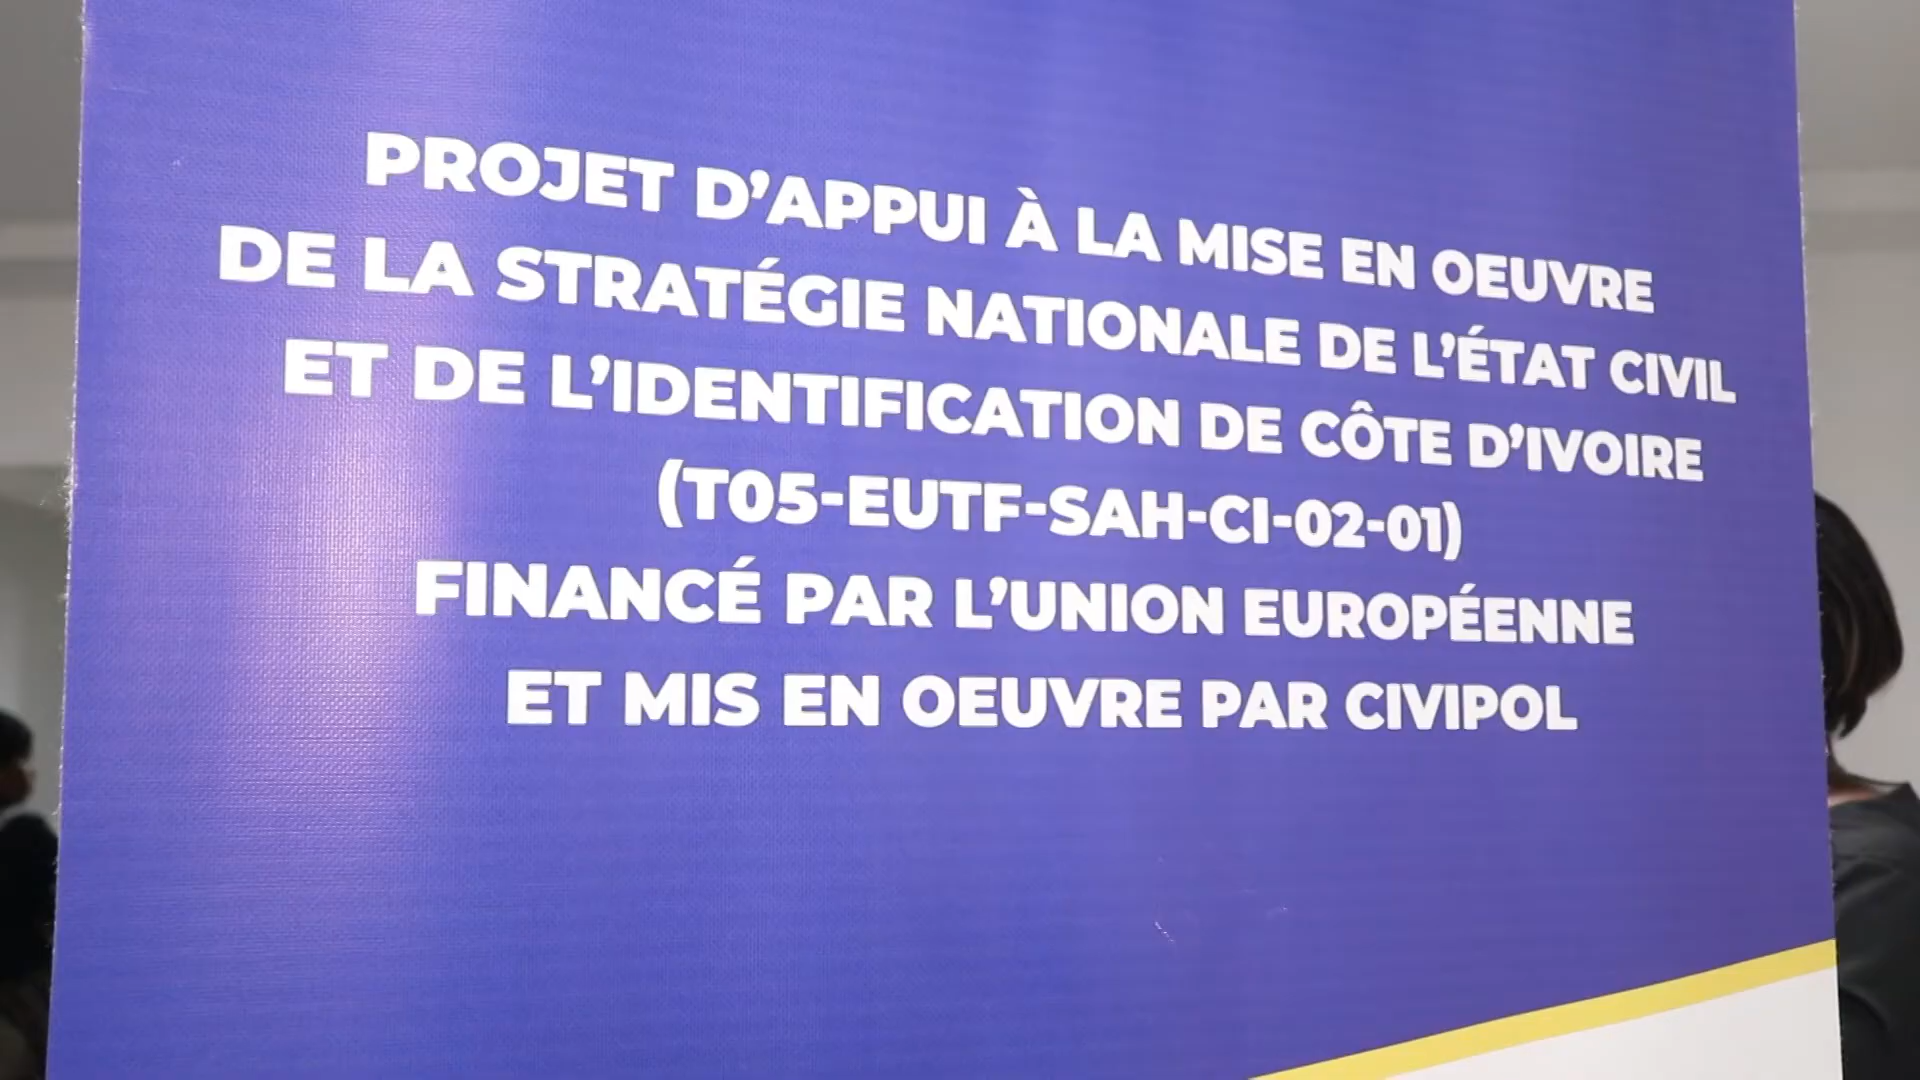 PROJET D'APPUI À LA MISE EN OEUVRE
DE LA STRATÉGIE NATIONALE DE L'ÉTAT CIVIL
ET DE L'IDENTIFICATION DE CÔTE D'IVOIRE
(T05-EUTF-SAH-CI-02-01)
FINANCÉ PAR L'UNION EUROPÉENNE
ET MIS EN OEUVRE PAR CIVIPOL